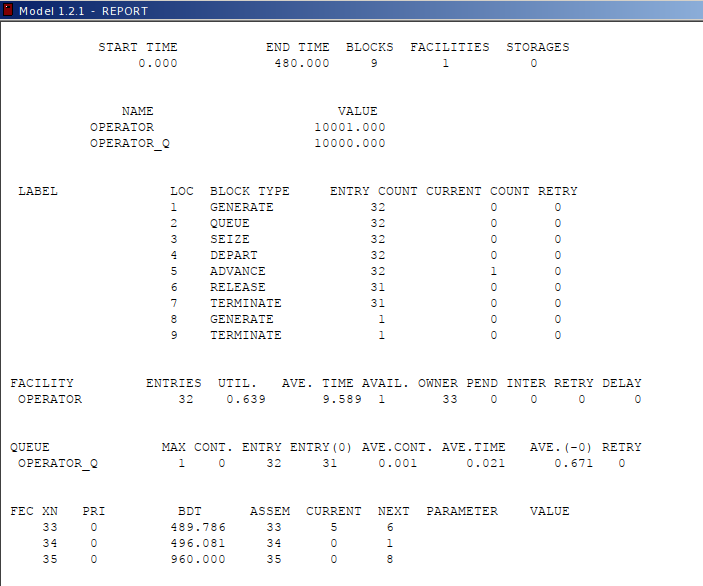 Model 1.2.1 - REPORT
START TIME END TIME BLOCKS FACILITIES STORAGES
0.000 480.000 9 1 0
NAME VALUE
OPERATOR 10001.000
OPERATOR_Q 10000.000
LABEL LOC BLOCK TYPE ENTRY COUNT CURRENT COUNT RETRY
1 GENERATE 32 0 0
2 QUEUE 32 0 0
3 SEIZE 32 0 0
4 DEPART 32 0 0
5 ADVANCE 32 1 0
6 RELEASE 31 0 0
7 TERMINATE 31 0 0
8 GENERATE 1 0 0
9 TERMINATE 1 0 0
FACILITY ENTRIES UTIL. AVE. TIME AVAIL. OWNER PEND INTER RETRY DELAY
OPERATOR 32 0.639 9.589 1 33 0 0 0 0
QUEUE MAX CONT. ENTRY ENTRY(0) AVE.CONT. AVE.TIME AVE.(-0) RETRY
OPERATOR_Q 1 0 32 31 0.001 0.021 0.671 0
FEC XN PRI BDT ASSEM CURRENT NEXT PARAMETER VALUE
33 0 489.786 33 5 6
34 0 496.081 34 0 1
35 0 960.000 35 0 8